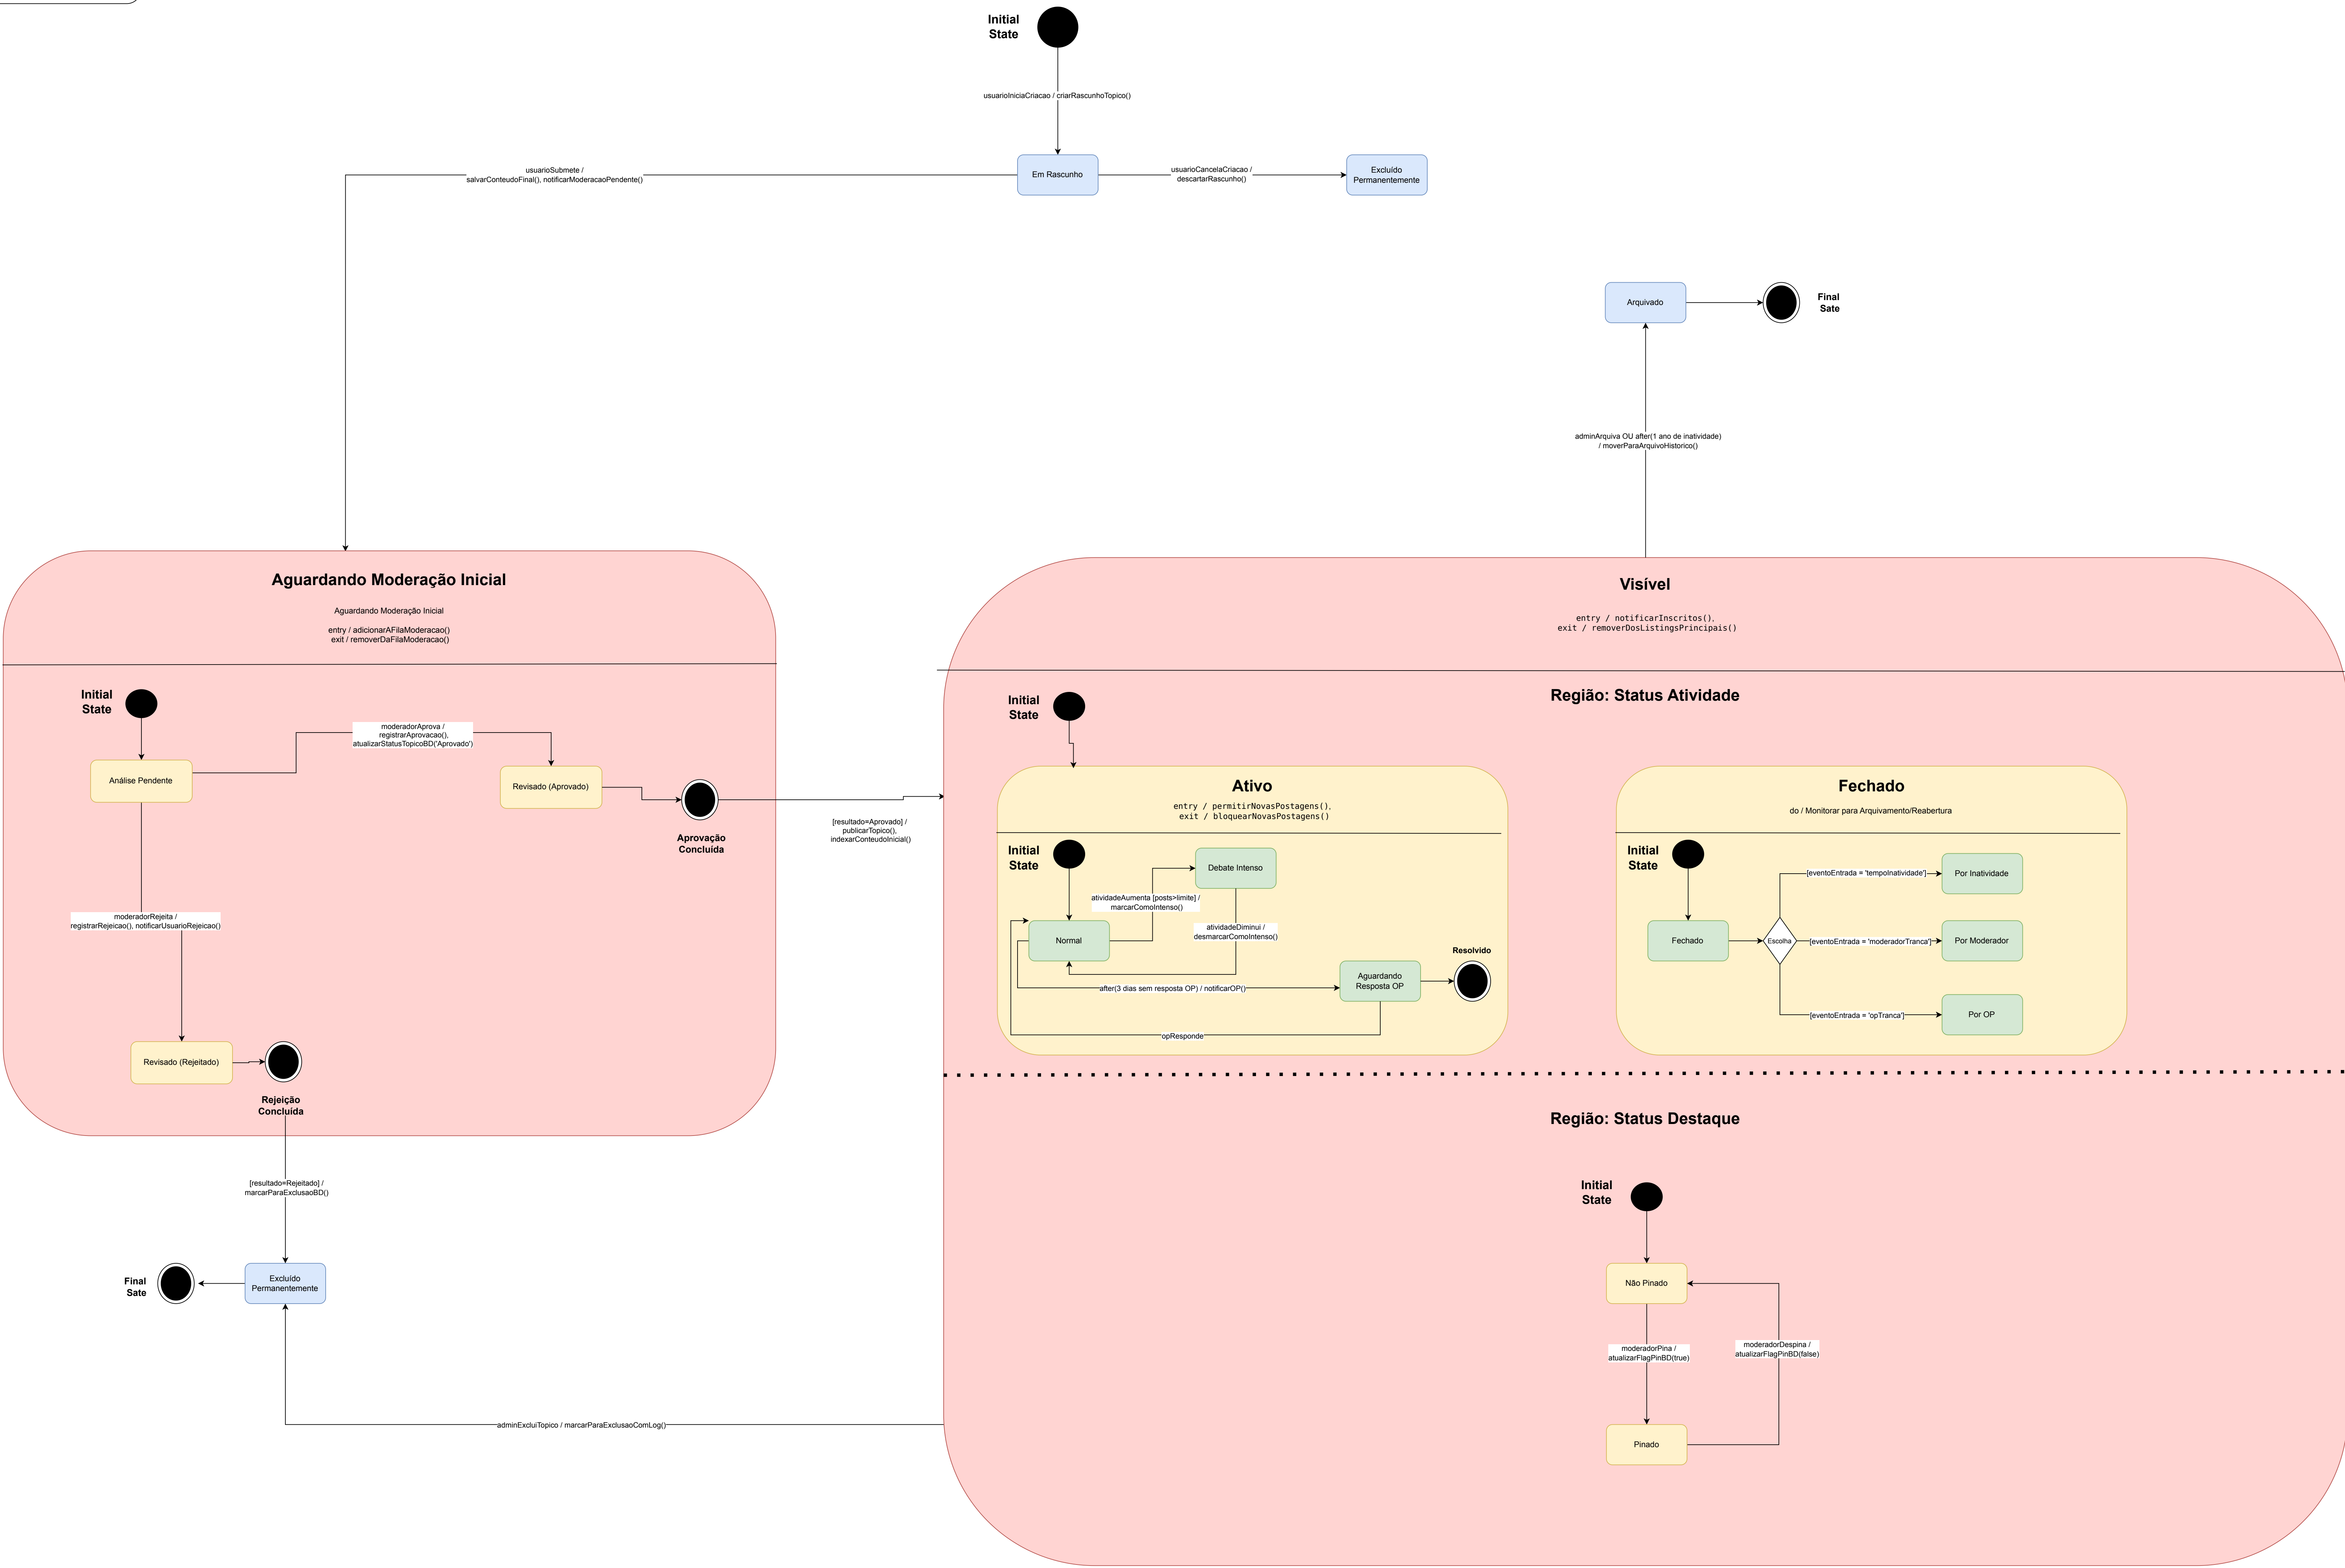 Initial
State
usuarioIniciaCriacao / criarRascunhoTopico()
Em Rascunho
usuarioSubmete /
salvarConteudoFinal(), notificarModeracaoPendente()
usuarioCancelaCriacao /
descartarRascunho()
Excluído
Permanentemente
Arquivado
Final
Sate
adminArquiva OU after(1 ano de inatividade)
/ moverParaArquivoHistorico()
Aguardando Moderação Inicial
Aguardando Moderação Inicial
entry / adicionarAFilaModeracao()
exit / removerDaFilaModeracao()
Initial
State
Análise Pendente
moderadorAprova /
registrarAprovacao(),
atualizarStatusTopicoBD('Aprovado')
Revisado (Aprovado)
Aprovação
Concluída
moderadorRejeita /
registrarRejeicao(), notificarUsuarioRejeicao()
Revisado (Rejeitado)
Rejeição
Concluída
[resultado=Aprovado] /
publicarTopico(),
indexarConteudoInicial()
[resultado=Rejeitado] /
marcarParaExclusaoBD()
Final
Sate
Excluído
Permanentemente
adminExcluiTopico / marcarParaExclusaoComLog()
Visível
entry / notificarInscritos(),
exit / removerDosListingsPrincipais()
Região: Status Atividade
Initial
State
Ativo
entry / permitirNovasPostagens(),
exit / bloquearNovasPostagens()
Initial
State
Debate Intenso
atividadeAumenta [posts>limite] /
marcarComoIntenso()
atividadeDiminui /
desmarcarComoIntenso()
Normal
Resolvido
Aguardando
Resposta OP
after(3 dias sem resposta OP) / notificarOP()
opResponde
Fechado
do / Monitorar para Arquivamento/Reabertura
Initial
State
Fechado
Escolha
[eventoEntrada = 'tempoInatividade']
Por Inatividade
[eventoEntrada = 'moderadorTranca']
Por Moderador
[eventoEntrada = 'opTranca']
Por OP
Região: Status Destaque
Initial
State
Não Pinado
moderadorPina /
atualizarFlagPinBD(true)
moderadorDespina /
atualizarFlagPinBD(false)
Pinado